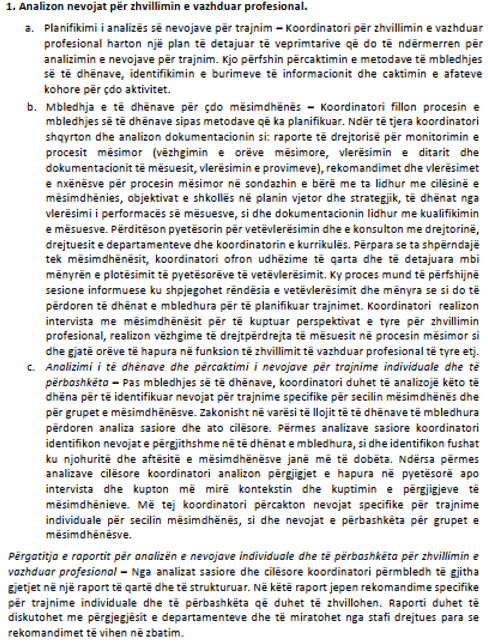 1. Analizon nevojat për zhvillimin e vazhduar profesional.
a. Planifikimi i analizës së nevojave për trajnim – Koordinatori për zhvillimin e vazhduar
profesional harton një plan të detajuar të veprimtarive që do të ndërmerren për
analizimin e nevojave për trajnim. Kjo përfshin përcaktimin e metodave të mbledhjes
së të dhënave, identifikimin e burimeve të informacionit dhe caktimin e afateve
kohore për çdo aktivitet.
b. Mbledhja e të dhënave për çdo mësimdhënës – Koordinatori fillon procesin e
mbledhjes së të dhënave sipas metodave që ka planifikuar. Ndër të tjera koordinatori
shqyrton dhe analizon dokumentacionin si: raporte të drejtorisë për monitorimin e
procesit mësimor (vëzhgimin e orëve mësimore, vlerësimin e ditarit dhe
dokumentacionit të mësuesit, vlerësimin e provimeve), rekomandimet dhe vlerësimet
e nxënësve për procesin mësimor në sondazhin e bërë me ta lidhur me cilësinë e
mësimdhënies, objektivat e shkollës në planin vjetor dhe strategjik, të dhënat nga
vlerësimi i performacës së mësuesve, si dhe dokumentacionin lidhur me kualifikimin
e mësuesve. Përditëson pyetësorin për vetëvlerësimin dhe e konsulton me drejtorinë,
drejtuesit e departamenteve dhe koordinatorin e kurrikulës. Përpara se ta shpërndajë
tek mësimdhënësit, koordinatori ofron udhëzime të qarta dhe të detajuara mbi
mënyrën e plotësimit të pyetësorëve të vetëvlerësimit. Ky proces mund të përfshijnë
sesione informuese ku shpjegohet rëndësia e vetëvlerësimit dhe mënyra se si do të
përdoren të dhënat e mbledhura për të planifikuar trajnimet. Koordinatori realizon
intervista me mësimdhënësit për të kuptuar perspektivat e tyre për zhvillimin
profesional, realizon vëzhgime të drejtpërdrejta të mësuesit në procesin mësimor si
dhe gjatë orëve të hapura në funksion të zhvillimit të vazhduar profesional të tyre etj.
c. Analizimi i të dhënave dhe përcaktimi i nevojave për trajnime individuale dhe të
përbashkëta – Pas mbledhjes së të dhënave, koordinatori duhet të analizojë këto të
dhëna për të identifikuar nevojat për trajnime specifike për secilin mësimdhënës dhe
për grupet e mësimdhënësve. Zakonisht në varësi të llojit të të dhënave të mbledhura
përdoren analiza sasiore dhe ato cilësore. Përmes analizave sasiore koordinatori
identifikon nevojat e përgjithshme në të dhënat e mbledhura, si dhe identifikon fushat
ku njohuritë dhe aftësitë e mësimdhënësve janë më të dobëta. Ndërsa përmes
analizave cilësore koordinatori analizon përgjigjet e hapura në pyetësorë apo
intervista dhe kupton më mirë kontekstin dhe kuptimin e përgjigjeve të
mësimdhënieve. Më tej koordinatori përcakton nevojat specifike për trajnime
individuale për secilin mësimdhënës, si dhe nevojat e përbashkëta për grupet e
mësimdhënësve.
Përgatitja e raportit për analizën e nevojave individuale dhe të përbashkëta për zhvillimin e
vazhduar profesional – Nga analizat sasiore dhe cilësore koordinatori përmbledh të gjitha
gjetjet në një raport të qartë dhe të strukturuar. Në këtë raport jepen rekomandime specifike
për trajnime individuale dhe të përbashkëta që duhet të zhvillohen. Raporti duhet të
diskutohet me përgjegjësit e departamenteve dhe të miratohet nga stafi drejtues para se
rekomandimet të vihen në zbatim.